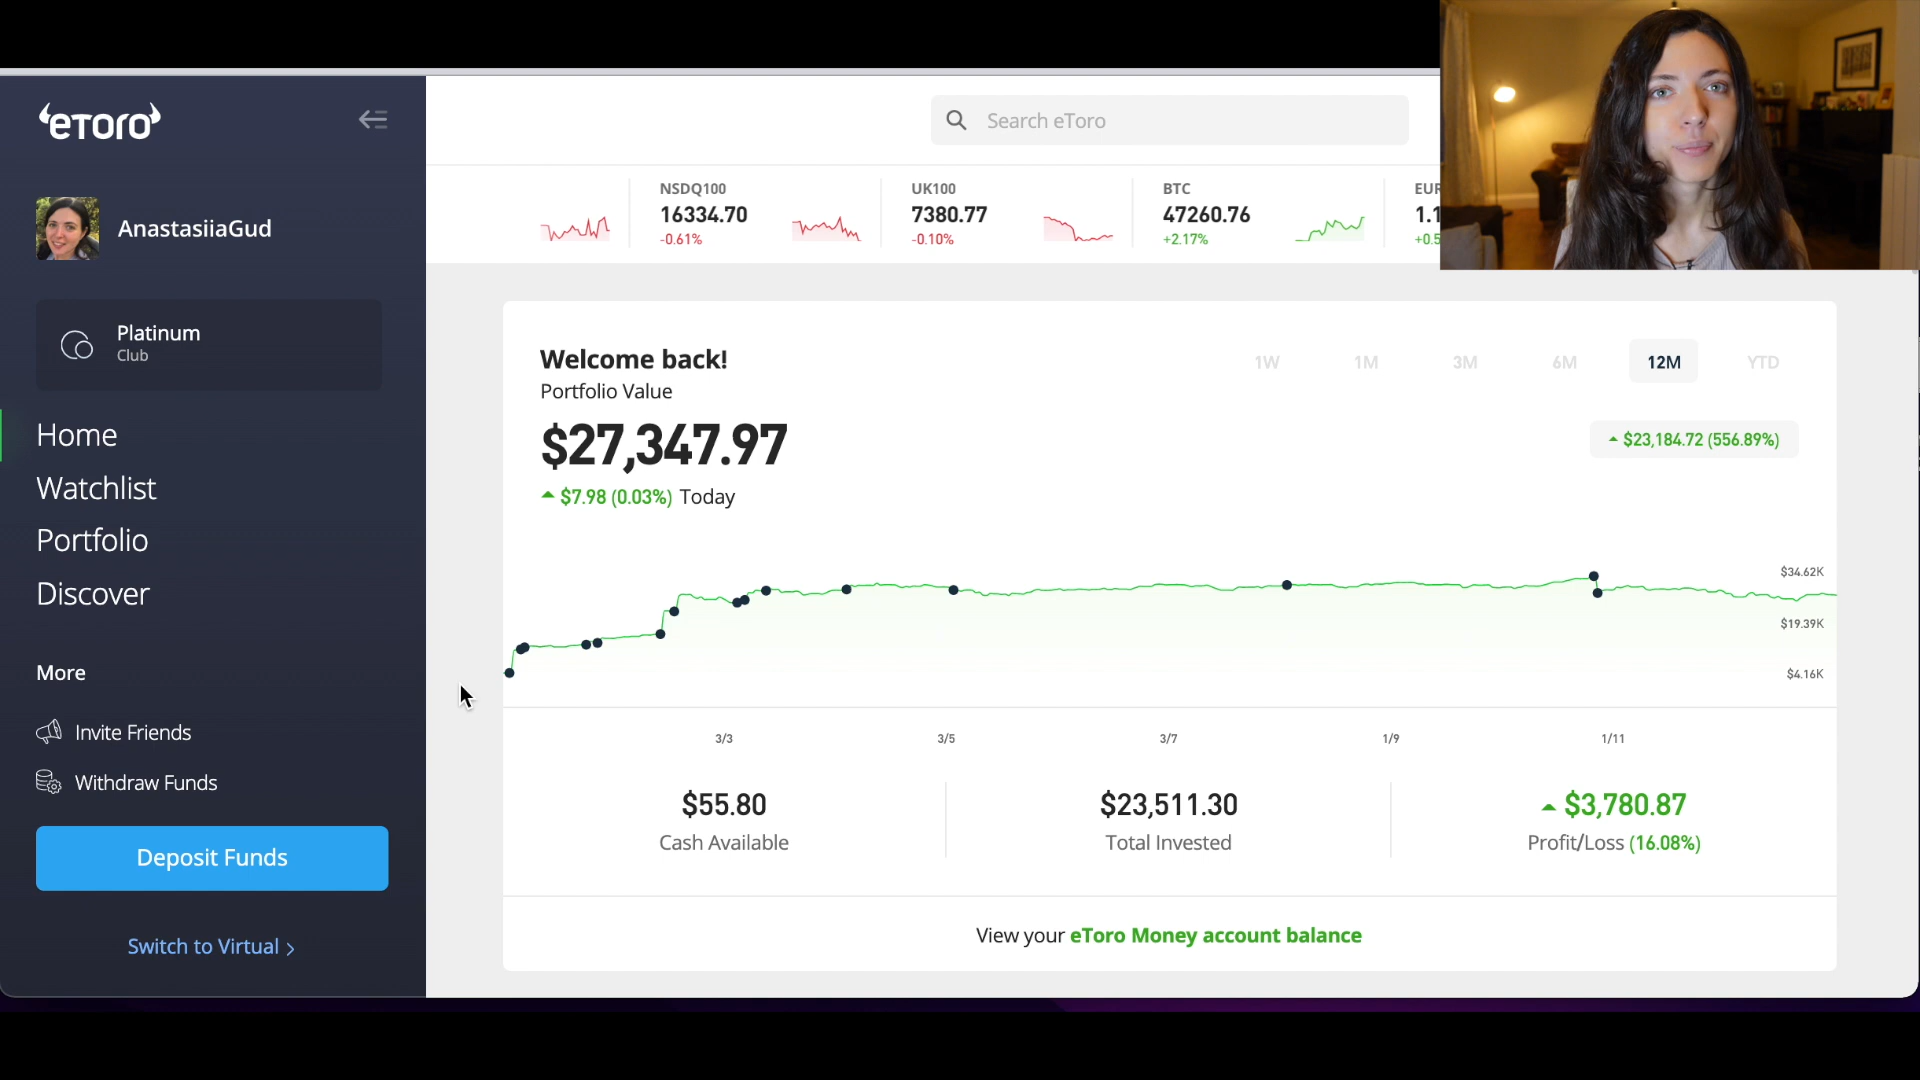 eToro
AnastasiiaGud
Platinum
Club
Home
Watchlist
Portfolio
Discover
More
Invite Friends
Withdraw Funds
Deposit Funds
Switch to Virtual >
Search eToro
NSDQ100
16334.70
-0.61%
UK100
7380.77
-0.10%
BTC
47260.76
+2.17%
EUR
1.1
+0.5
Welcome back!
Portfolio Value
$27,347.97
$7.98 (0.03%) Today
1W 1M 3M 6M 12M YTD
$23,184.72 (556.89%)
$34.62K
$19.39K
$4.16K
3/3 3/5 3/7 1/9 1/11
$55.80
Cash Available
$23,511.30
Total Invested
$3,780.87
Profit/Loss (16.08%)
View your eToro Money account balance